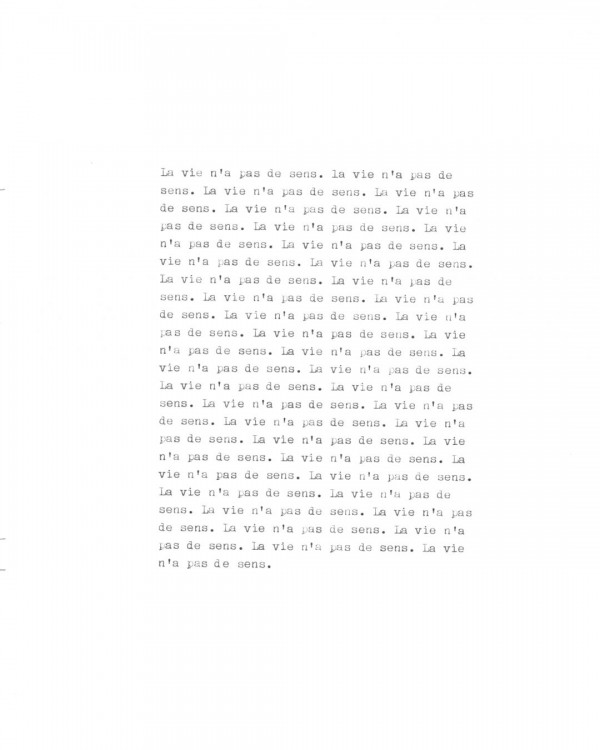 La vie n'a pas de sens. la vie n'a pas de
sens. La vie n'a pas de sens. La vie n'a pas
de sens. La vie n'a pas de sens. La vie n'a
pas de sens. La vie n'a pas de sens. La vie
n'a pas de sens. La vie n'a pas de sens. La
vie n'a pas de sens. La vie n'a pas de sens.
La vie n'a pas de sens. La vie n'a pas de
sens. La vie n'a pas de sens. La vie n'a pas
de sens. La vie n'a pas de sens. La vie n'a
pas de sens. La vie n'a pas de sens. La vie
n'a pas de sens. La vie n'a pas de sens. La
vie n'a pas de sens. La vie n'a pas de sens.
La vie n'a pas de sens. La vie n'a pas de
sens. La vie n'a pas de sens. La vie n'a pas
de sens. La vie n'a pas de sens. La vie n'a
pas de sens. La vie n'a pas de sens. La vie
n'a pas de sens. La vie n'a pas de sens. La
vie n'a pas de sens. La vie n'a pas de sens.
La vie n'a pas de sens. La vie n'a pas de
sens. La vie n'a pas de sens. La vie n'a pas
de sens. La vie n'a pas de sens. La vie n'a
pas de sens. La vie n'a pas de sens. La vie
n'a pas de sens.